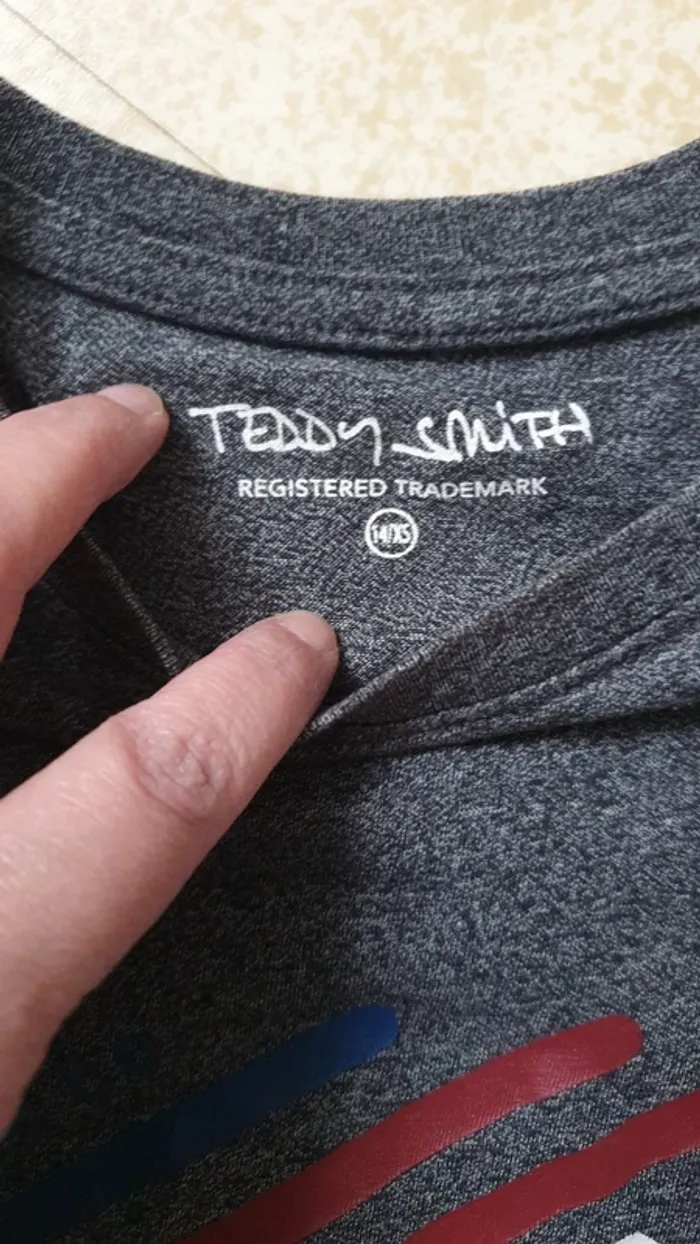 TEDDY SMITH
REGISTERED TRADEMARK
14/XS